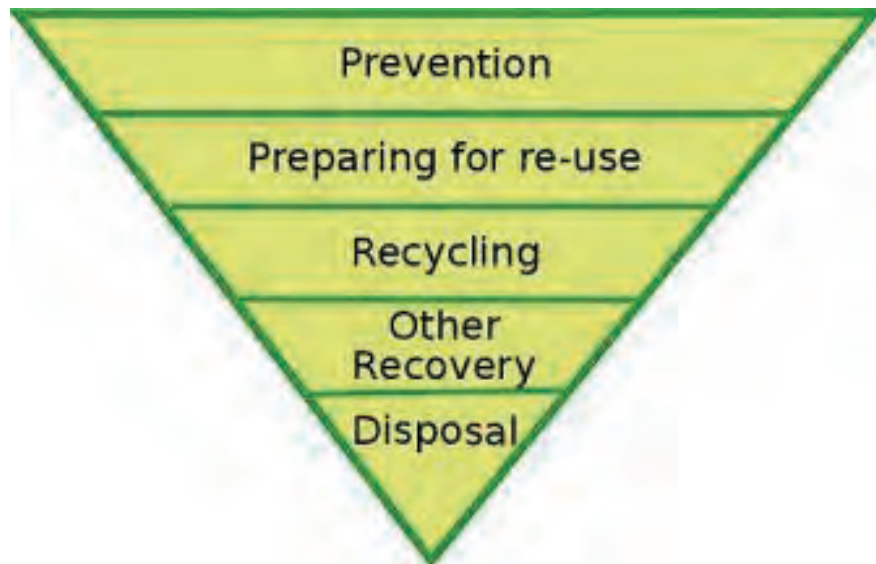 Prevention
Preparing for re-use
Recycling
Other
Recovery
Disposal